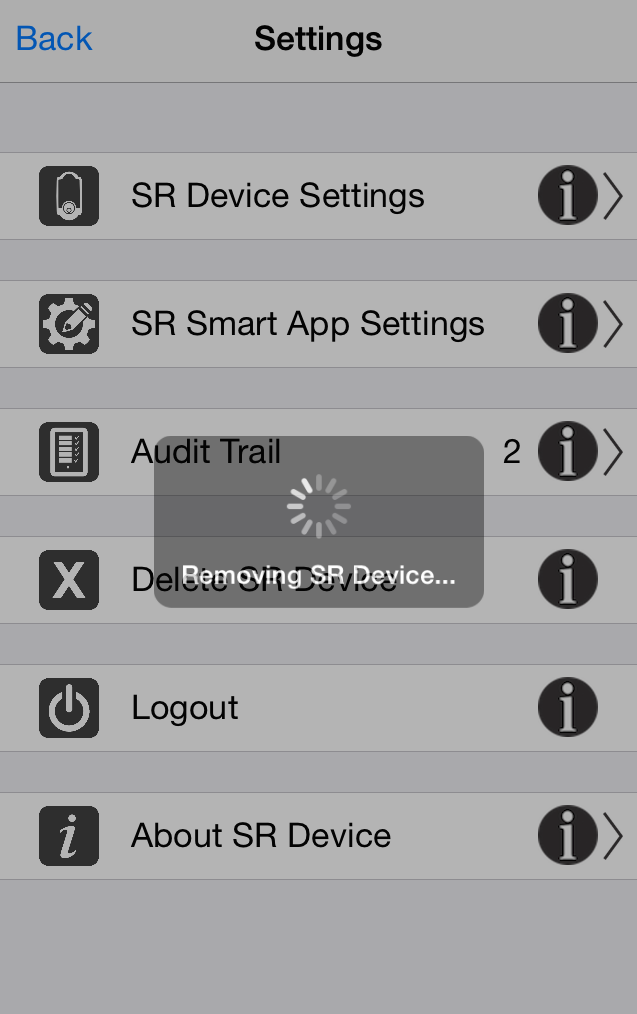 Back Settings
SR Device Settings
SR Smart App Settings
Audit Trail 2
Removing SR Device...
Delete SR Device
Logout
About SR Device